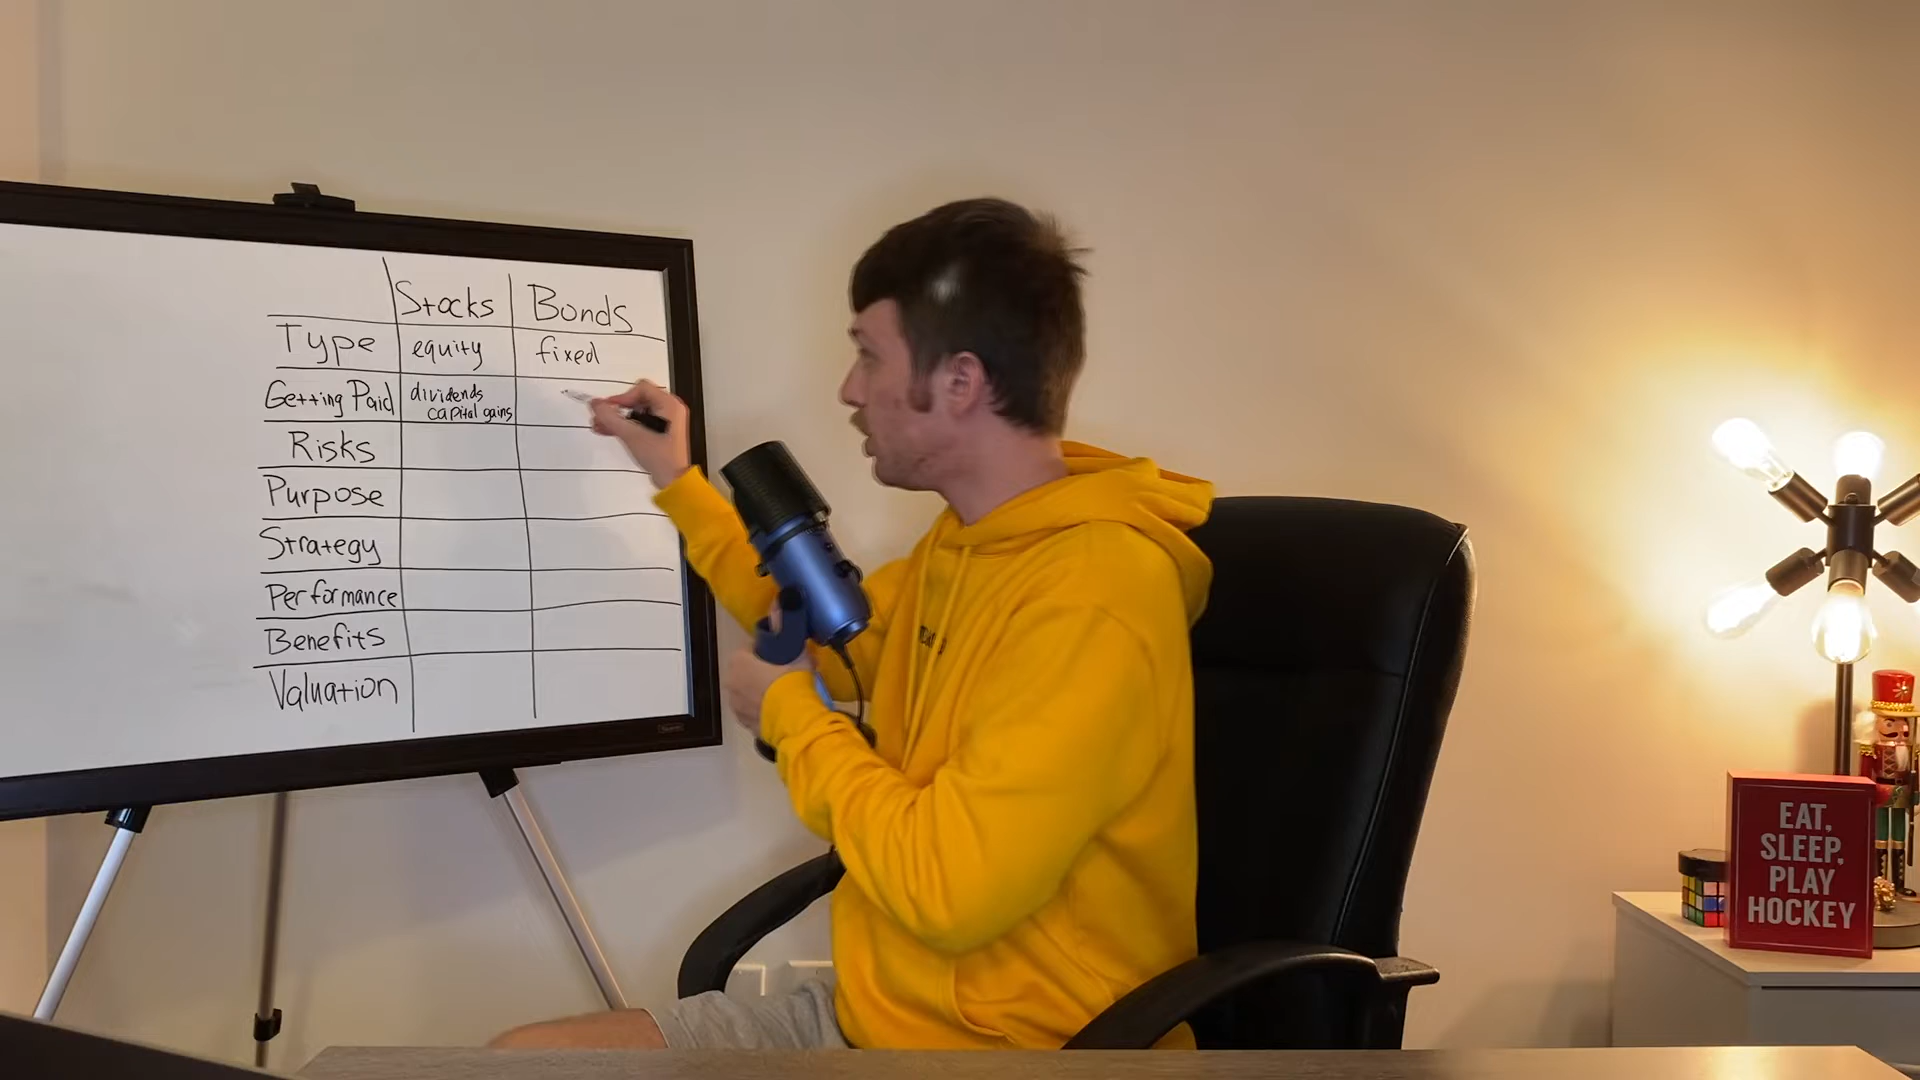 Stocks Bonds
Type equity fixed
Getting Paid dividends
capital gains
Risks
Purpose
Strategy
Performance
Benefits
Valuation
EAT,
SLEEP,
PLAY
HOCKEY